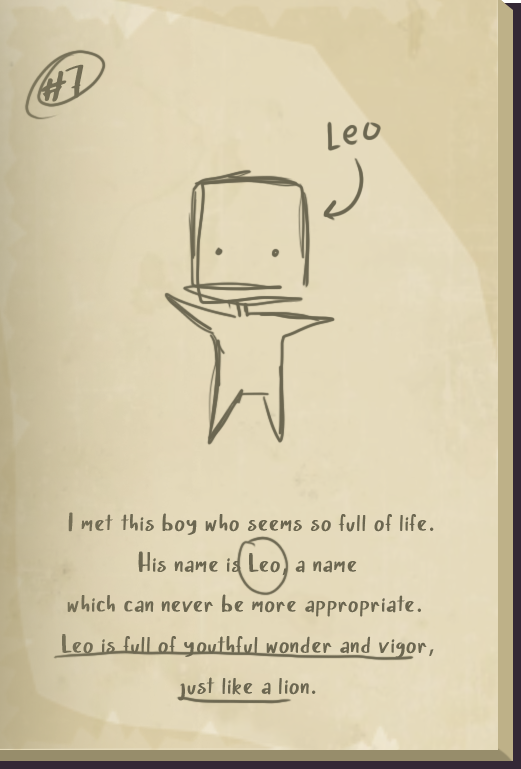 #7
Leo
I met this boy who seems so full of life.
His name is Leo, a name
which can never be more appropriate.
Leo is full of youthful wonder and vigor,
just like a lion.